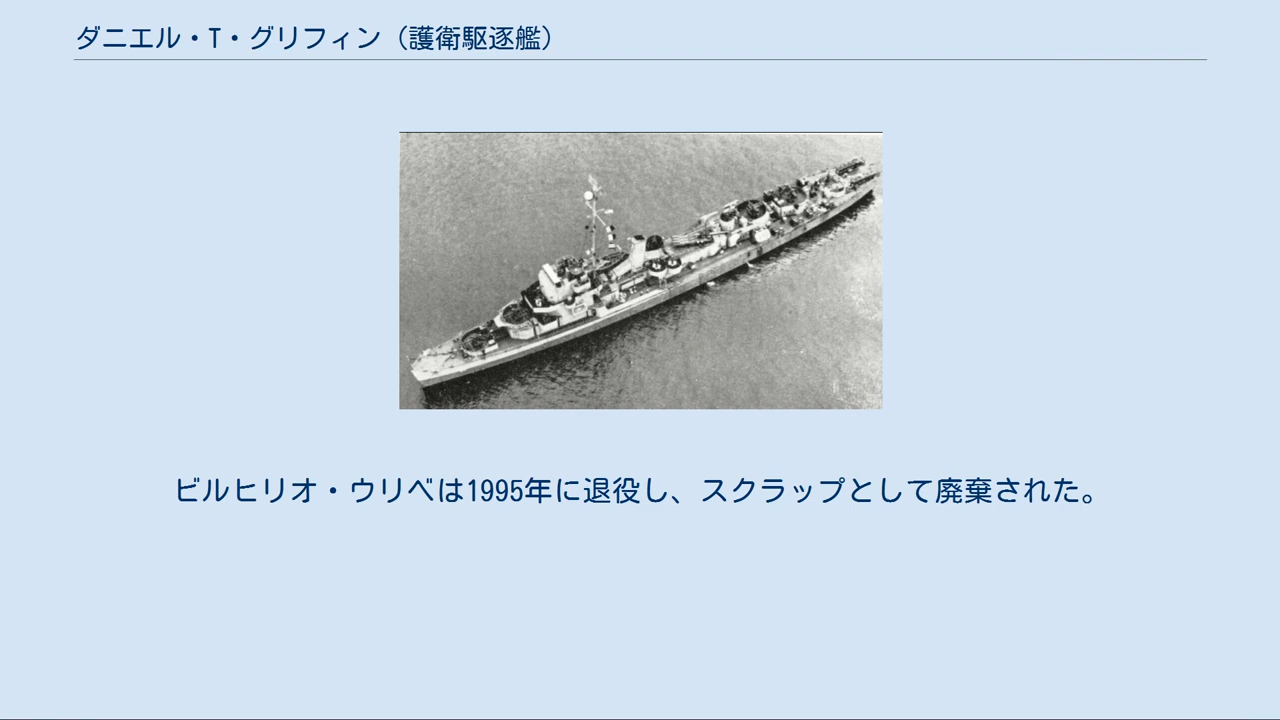 ダニエル・T・グリフィン（護衛駆逐艦）
ビルヒリオ・ウリベは1995年に退役し、スクラップとして廃棄された。